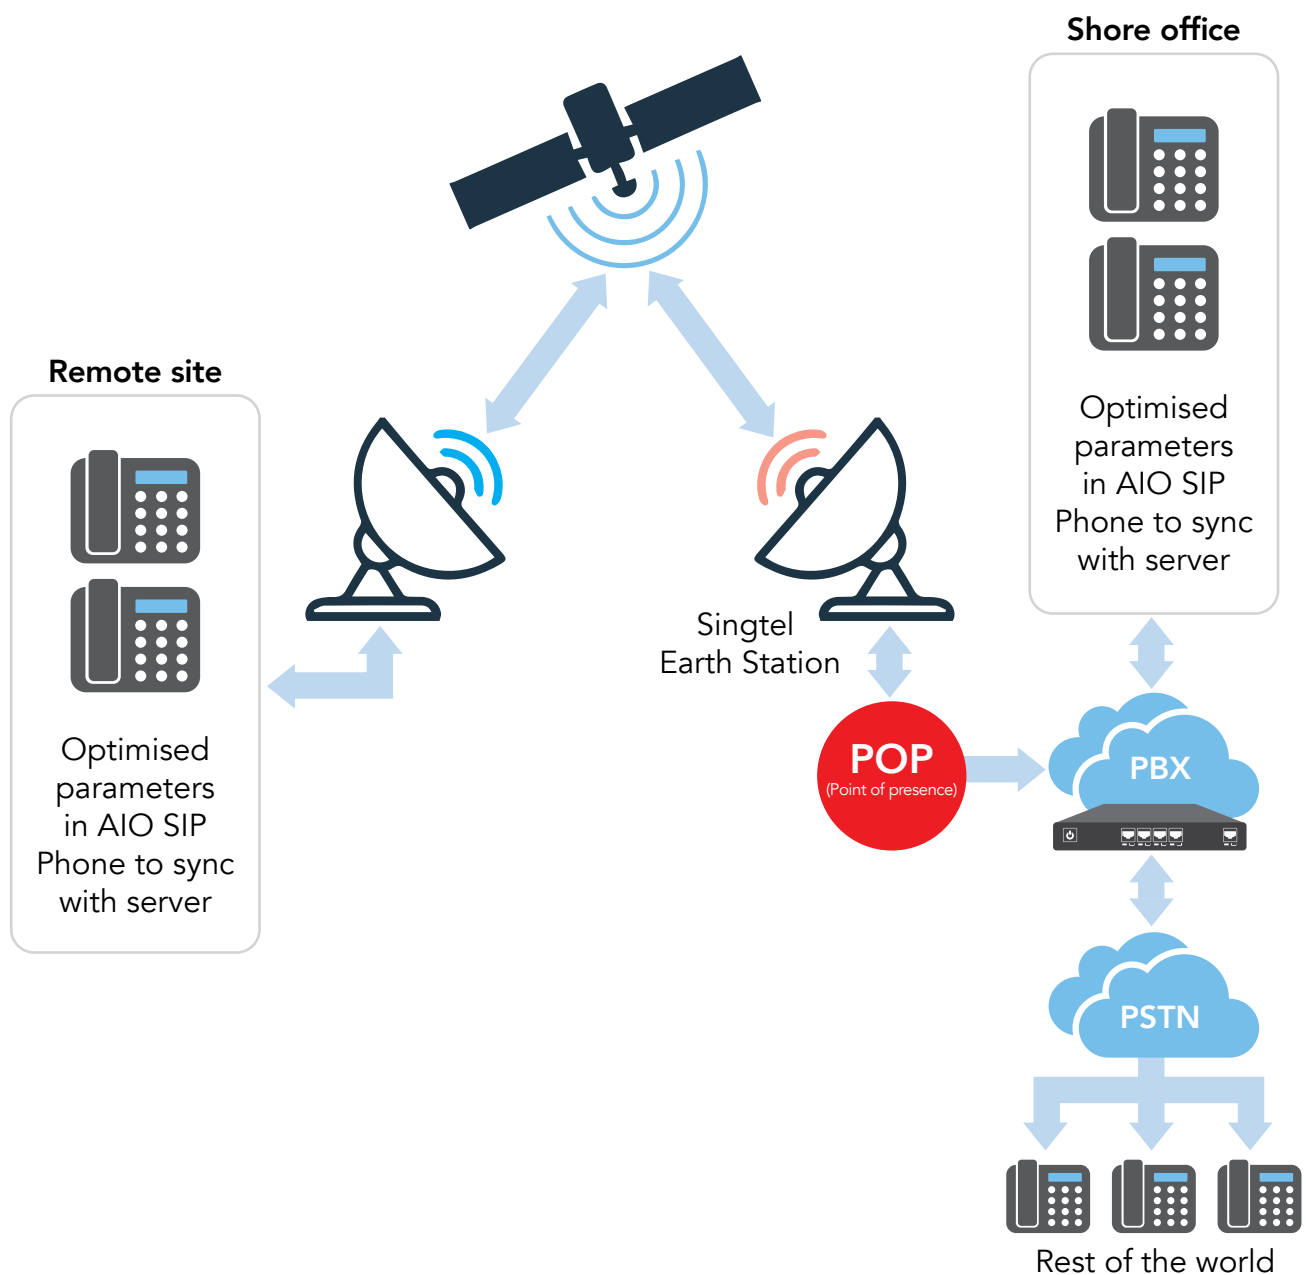 Shore office
Optimised
parameters
in AIO SIP
Phone to sync
with server
Remote site
Optimised
parameters
in AIO SIP
Phone to sync
with server
Singtel
Earth Station
POP
(Point of presence)
PBX
PSTN
Rest of the world